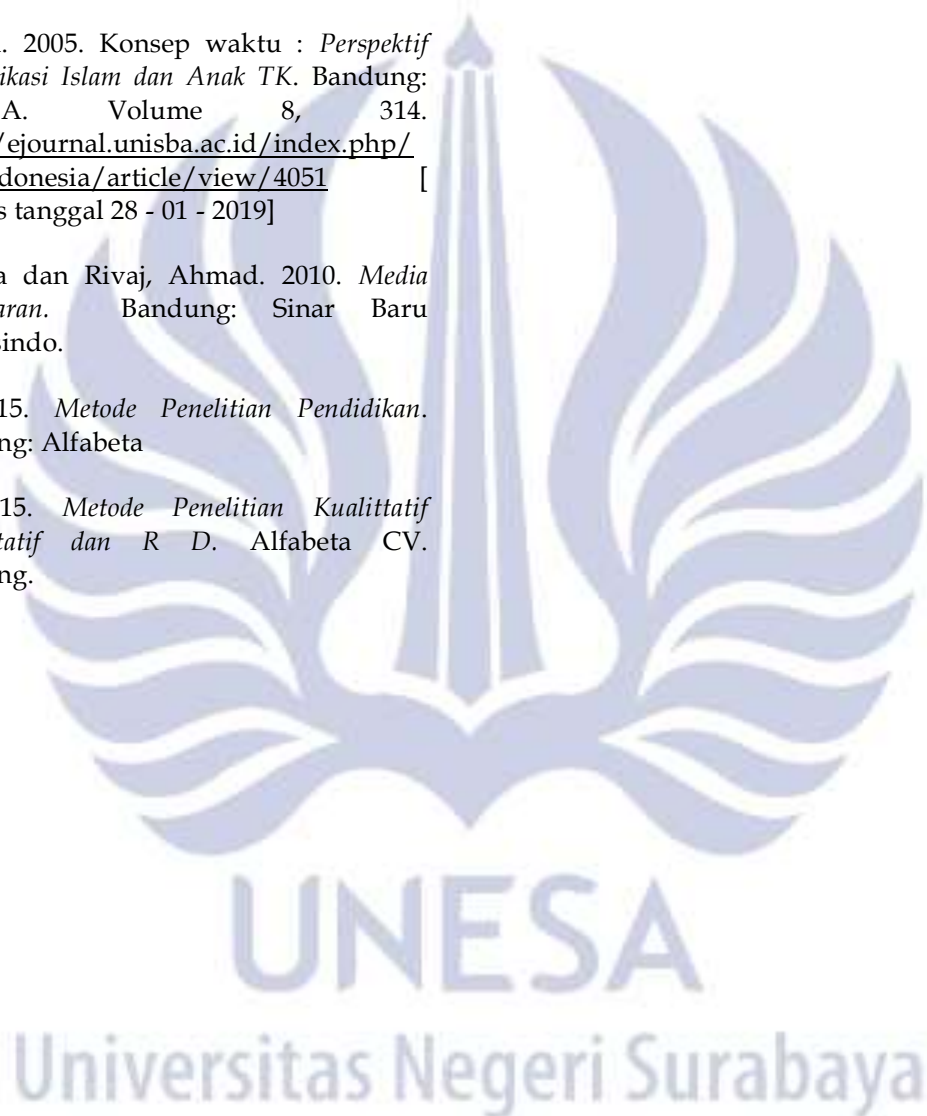 . 2005. Konsep waktu : Perspektif
ikasi Islam dan Anak TK. Bandung:
A. Volume 8, 314.
/ejournal.unisba.ac.id/index.php/
donesia/article/view/4051 [
s tanggal 28 - 01 - 2019]
a dan Rivaj, Ahmad. 2010. Media
aran. Bandung: Sinar Baru
sindo.
15. Metode Penelitian Pendidikan.
ng: Alfabeta
15. Metode Penelitian Kualittatif
tatif dan R D. Alfabeta CV.
ng.
UNESA
Universitas Negeri Surabaya